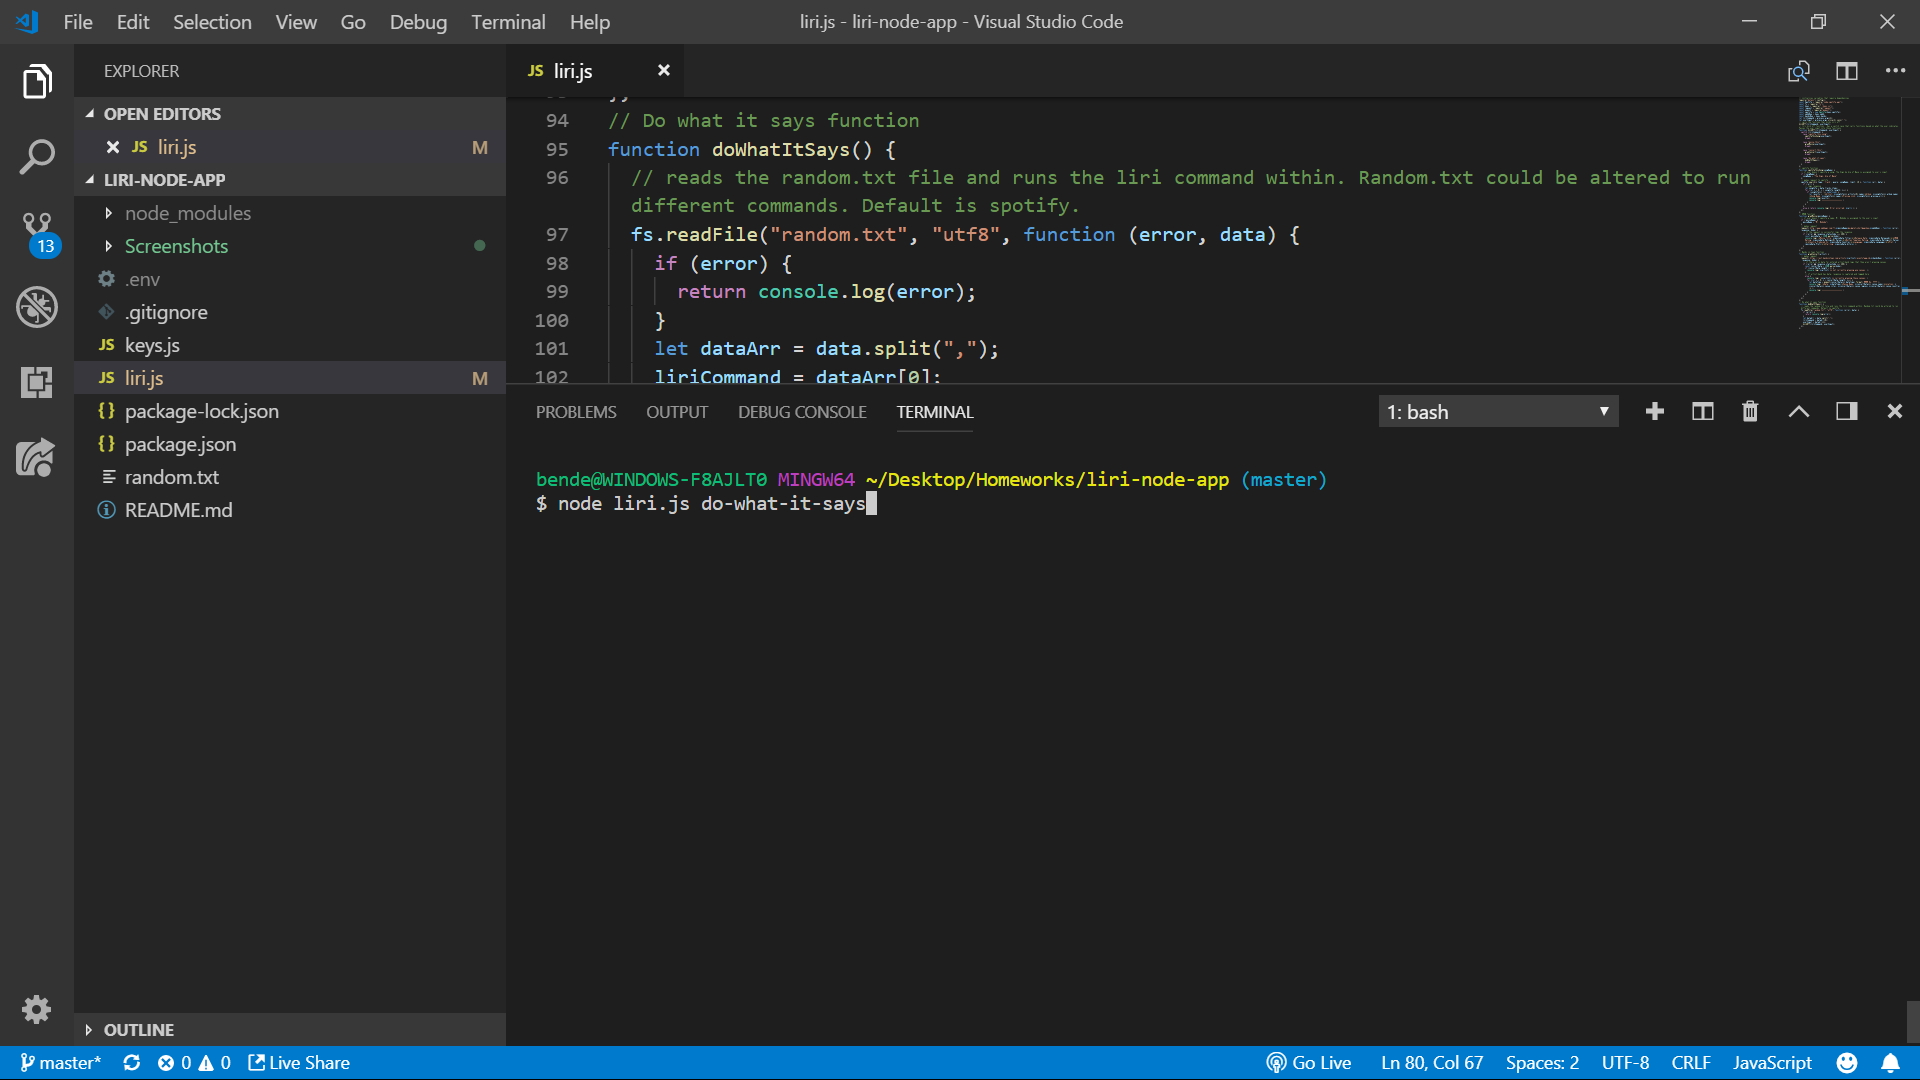 File Edit Selection View Go Debug Terminal Help
liri.js - liri-node-app - Visual Studio Code
EXPLORER
OPEN EDITORS
JS liri.js M
LIRI-NODE-APP
node_modules
Screenshots
.env
.gitignore
JS keys.js
JS liri.js M
{} package-lock.json
{} package.json
random.txt
README.md
OUTLINE
13
JS liri.js
94 // Do what it says function
95 function doWhatItSays() {
96 // reads the random.txt file and runs the liri command within. Random.txt could be altered to run
different commands. Default is spotify.
97 fs.readFile("random.txt", "utf8", function (error, data) {
98 if (error) {
99 return console.log(error);
100 }
101 let dataArr = data.split(",");
102 liriCommand = dataArr[0];
PROBLEMS OUTPUT DEBUG CONSOLE TERMINAL
1: bash
bende@WINDOWS-F8AJLT0 MINGW64 ~/Desktop/Homeworks/liri-node-app (master)
$ node liri.js do-what-it-says
master* 0 0 Live Share
Go Live Ln 80, Col 67 Spaces: 2 UTF-8 CRLF JavaScript